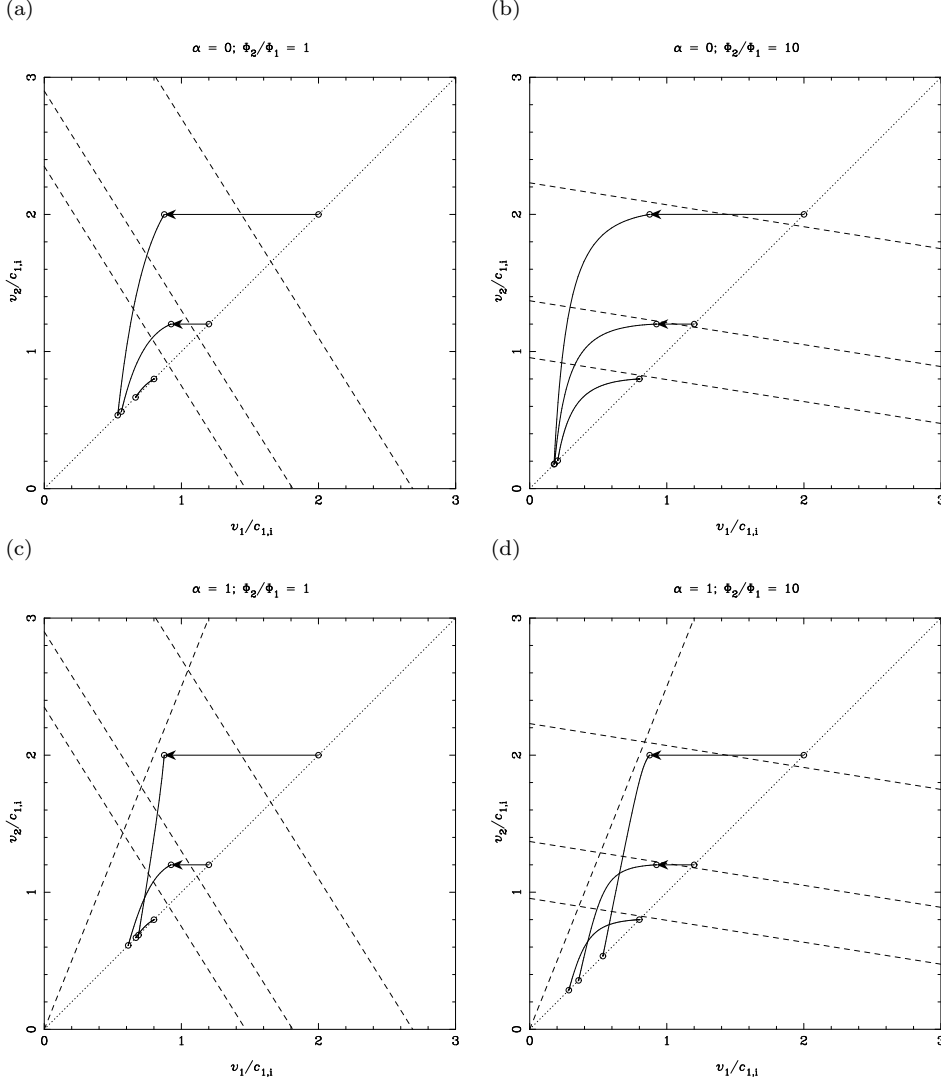 (a)
α = 0; Φ₂/Φ₁ = 1
3
2
1
0
v₂/c₁,ᵢ
0 1 2 3
v₁/c₁,ᵢ
(b)
α = 0; Φ₂/Φ₁ = 10
3
2
1
0
v₂/c₁,ᵢ
0 1 2 3
v₁/c₁,ᵢ
(c)
α = 1; Φ₂/Φ₁ = 1
3
2
1
0
v₂/c₁,ᵢ
0 1 2 3
v₁/c₁,ᵢ
(d)
α = 1; Φ₂/Φ₁ = 10
3
2
1
0
v₂/c₁,ᵢ
0 1 2 3
v₁/c₁,ᵢ